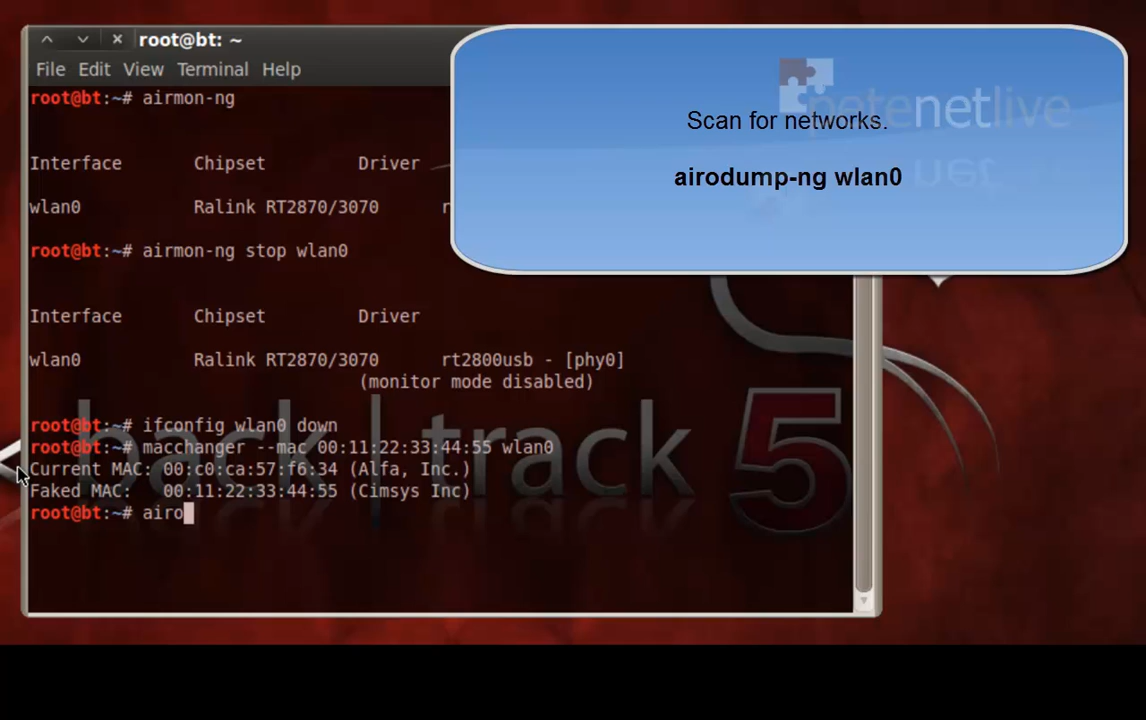 root@bt: ~
File Edit View Terminal Help
root@bt:~# airmon-ng
Interface Chipset Driver
wlan0 Ralink RT2870/3070 r
root@bt:~# airmon-ng stop wlan0
Interface Chipset Driver
wlan0 Ralink RT2870/3070 rt2800usb - [phy0]
(monitor mode disabled)
root@bt:~# ifconfig wlan0 down
root@bt:~# macchanger --mac 00:11:22:33:44:55 wlan0
Current MAC: 00:c0:ca:57:f6:34 (Alfa, Inc.)
Faked MAC: 00:11:22:33:44:55 (Cimsys Inc)
root@bt:~# airo
petenetlive
Scan for networks.
airodump-ng wlan0
back | track 5